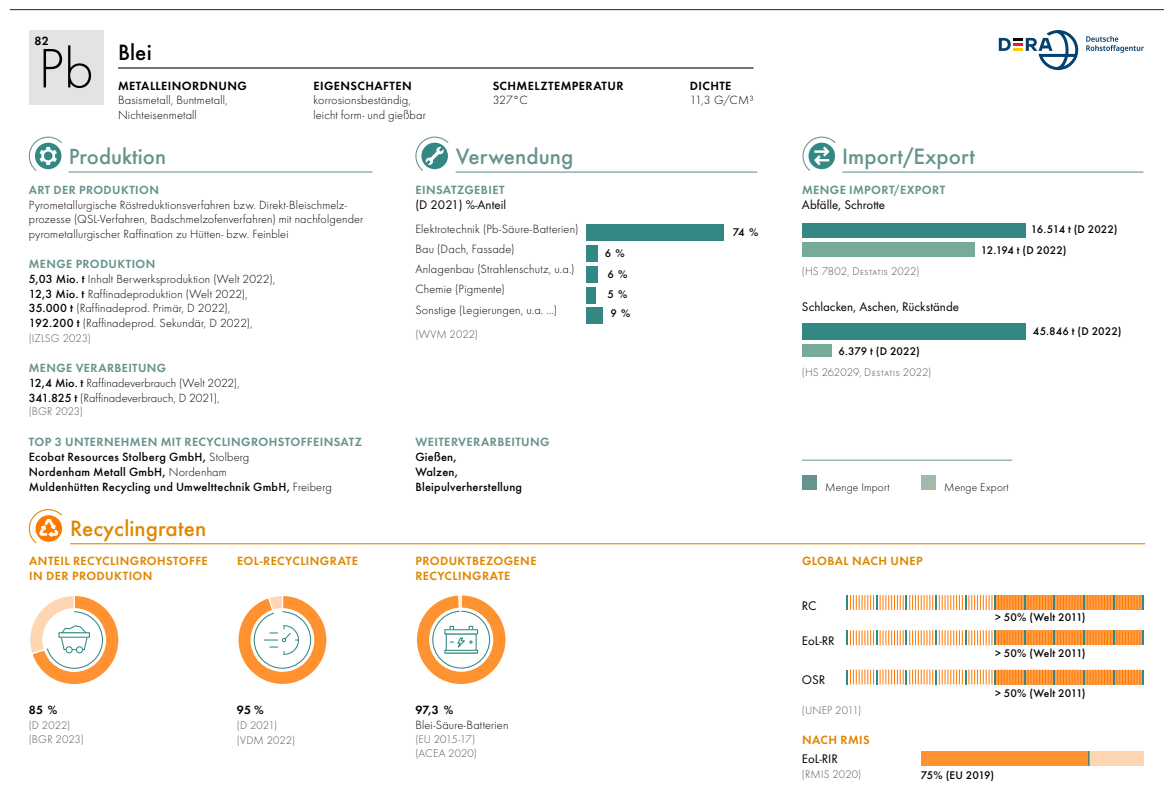 82
Pb
Blei
DERA Deutsche
Rohstoffagentur
METALLEINORDNUNG
Basismetall, Buntmetall,
Nichteisenmetall
EIGENSCHAFTEN
korrosionsbeständig,
leicht form- und gießbar
SCHMELZTEMPERATUR
327°C
DICHTE
11,3 G/CM³
Produktion
ART DER PRODUKTION
Pyrometallurgische Röstreduktionsverfahren bzw. Direkt-Bleischmelz-
prozesse (QSL-Verfahren, Badschmelzofenverfahren) mit nachfolgender
pyrometallurgischer Raffination zu Hütten- bzw. Feinblei
MENGE PRODUKTION
5,03 Mio. t Inhalt Berwerksproduktion (Welt 2022),
12,3 Mio. t Raffinadeproduktion (Welt 2022),
35.000 t (Raffinadeprod. Primär, D 2022),
192.200 t (Raffinadeprod. Sekundär, D 2022),
(IZLSG 2023)
MENGE VERARBEITUNG
12,4 Mio. t Raffinadeverbrauch (Welt 2022),
341.825 t (Raffinadeverbrauch, D 2021),
(BGR 2023)
TOP 3 UNTERNEHMEN MIT RECYCLINGROHSTOFFEINSATZ
Ecobat Resources Stolberg GmbH, Stolberg
Nordenham Metall GmbH, Nordenham
Muldenhütten Recycling und Umwelttechnik GmbH, Freiberg
Verwendung
EINSATZGEBIET
(D 2021) %-Anteil
Elektrotechnik (Pb-Säure-Batterien) 74 %
Bau (Dach, Fassade) 6 %
Anlagenbau (Strahlenschutz, u.a.) 6 %
Chemie (Pigmente) 5 %
Sonstige (Legierungen, u.a. ...) 9 %
(WVM 2022)
WEITERVERARBEITUNG
Gießen,
Walzen,
Bleipulverherstellung
Import/Export
MENGE IMPORT/EXPORT
Abfälle, Schrotte
16.514 t (D 2022)
12.194 t (D 2022)
(HS 7802, Destatis 2022)
Schlacken, Aschen, Rückstände
45.846 t (D 2022)
6.379 t (D 2022)
(HS 262029, Destatis 2022)
Menge Import Menge Export
Recyclingraten
ANTEIL RECYCLINGROHSTOFFE
IN DER PRODUKTION
85 %
(D 2022)
(BGR 2023)
EOL-RECYCLINGRATE
95 %
(D 2021)
(VDM 2022)
PRODUKTBEZOGENE
RECYCLINGRATE
97,3 %
Blei-Säure-Batterien
(EU 2015-17)
(ACEA 2020)
GLOBAL NACH UNEP
RC
> 50% (Welt 2011)
EoL-RR
> 50% (Welt 2011)
OSR
> 50% (Welt 2011)
(UNEP 2011)
NACH RMIS
EoL-RIR
(RMIS 2020)
75% (EU 2019)